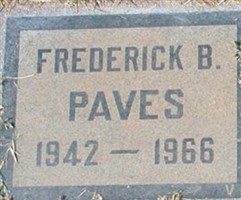 FREDERICK B.
PAVES
1942 — 1966
V